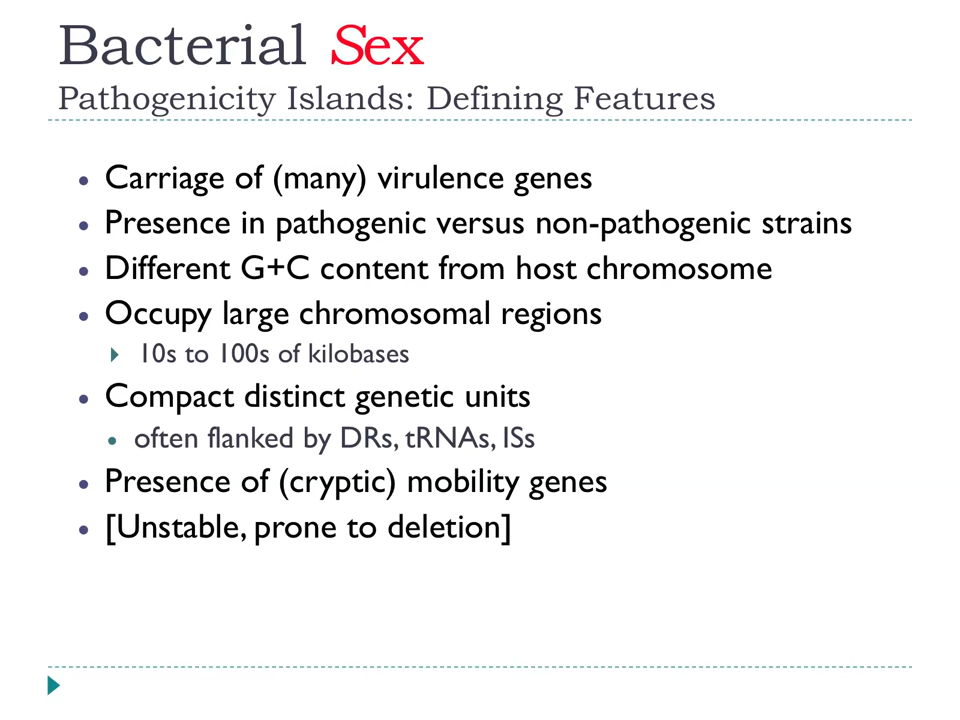 Bacterial Sex
Pathogenicity Islands: Defining Features
• Carriage of (many) virulence genes
• Presence in pathogenic versus non-pathogenic strains
• Different G+C content from host chromosome
• Occupy large chromosomal regions
10s to 100s of kilobases
• Compact distinct genetic units
• often flanked by DRs, tRNAs, ISs
• Presence of (cryptic) mobility genes
• [Unstable, prone to deletion]